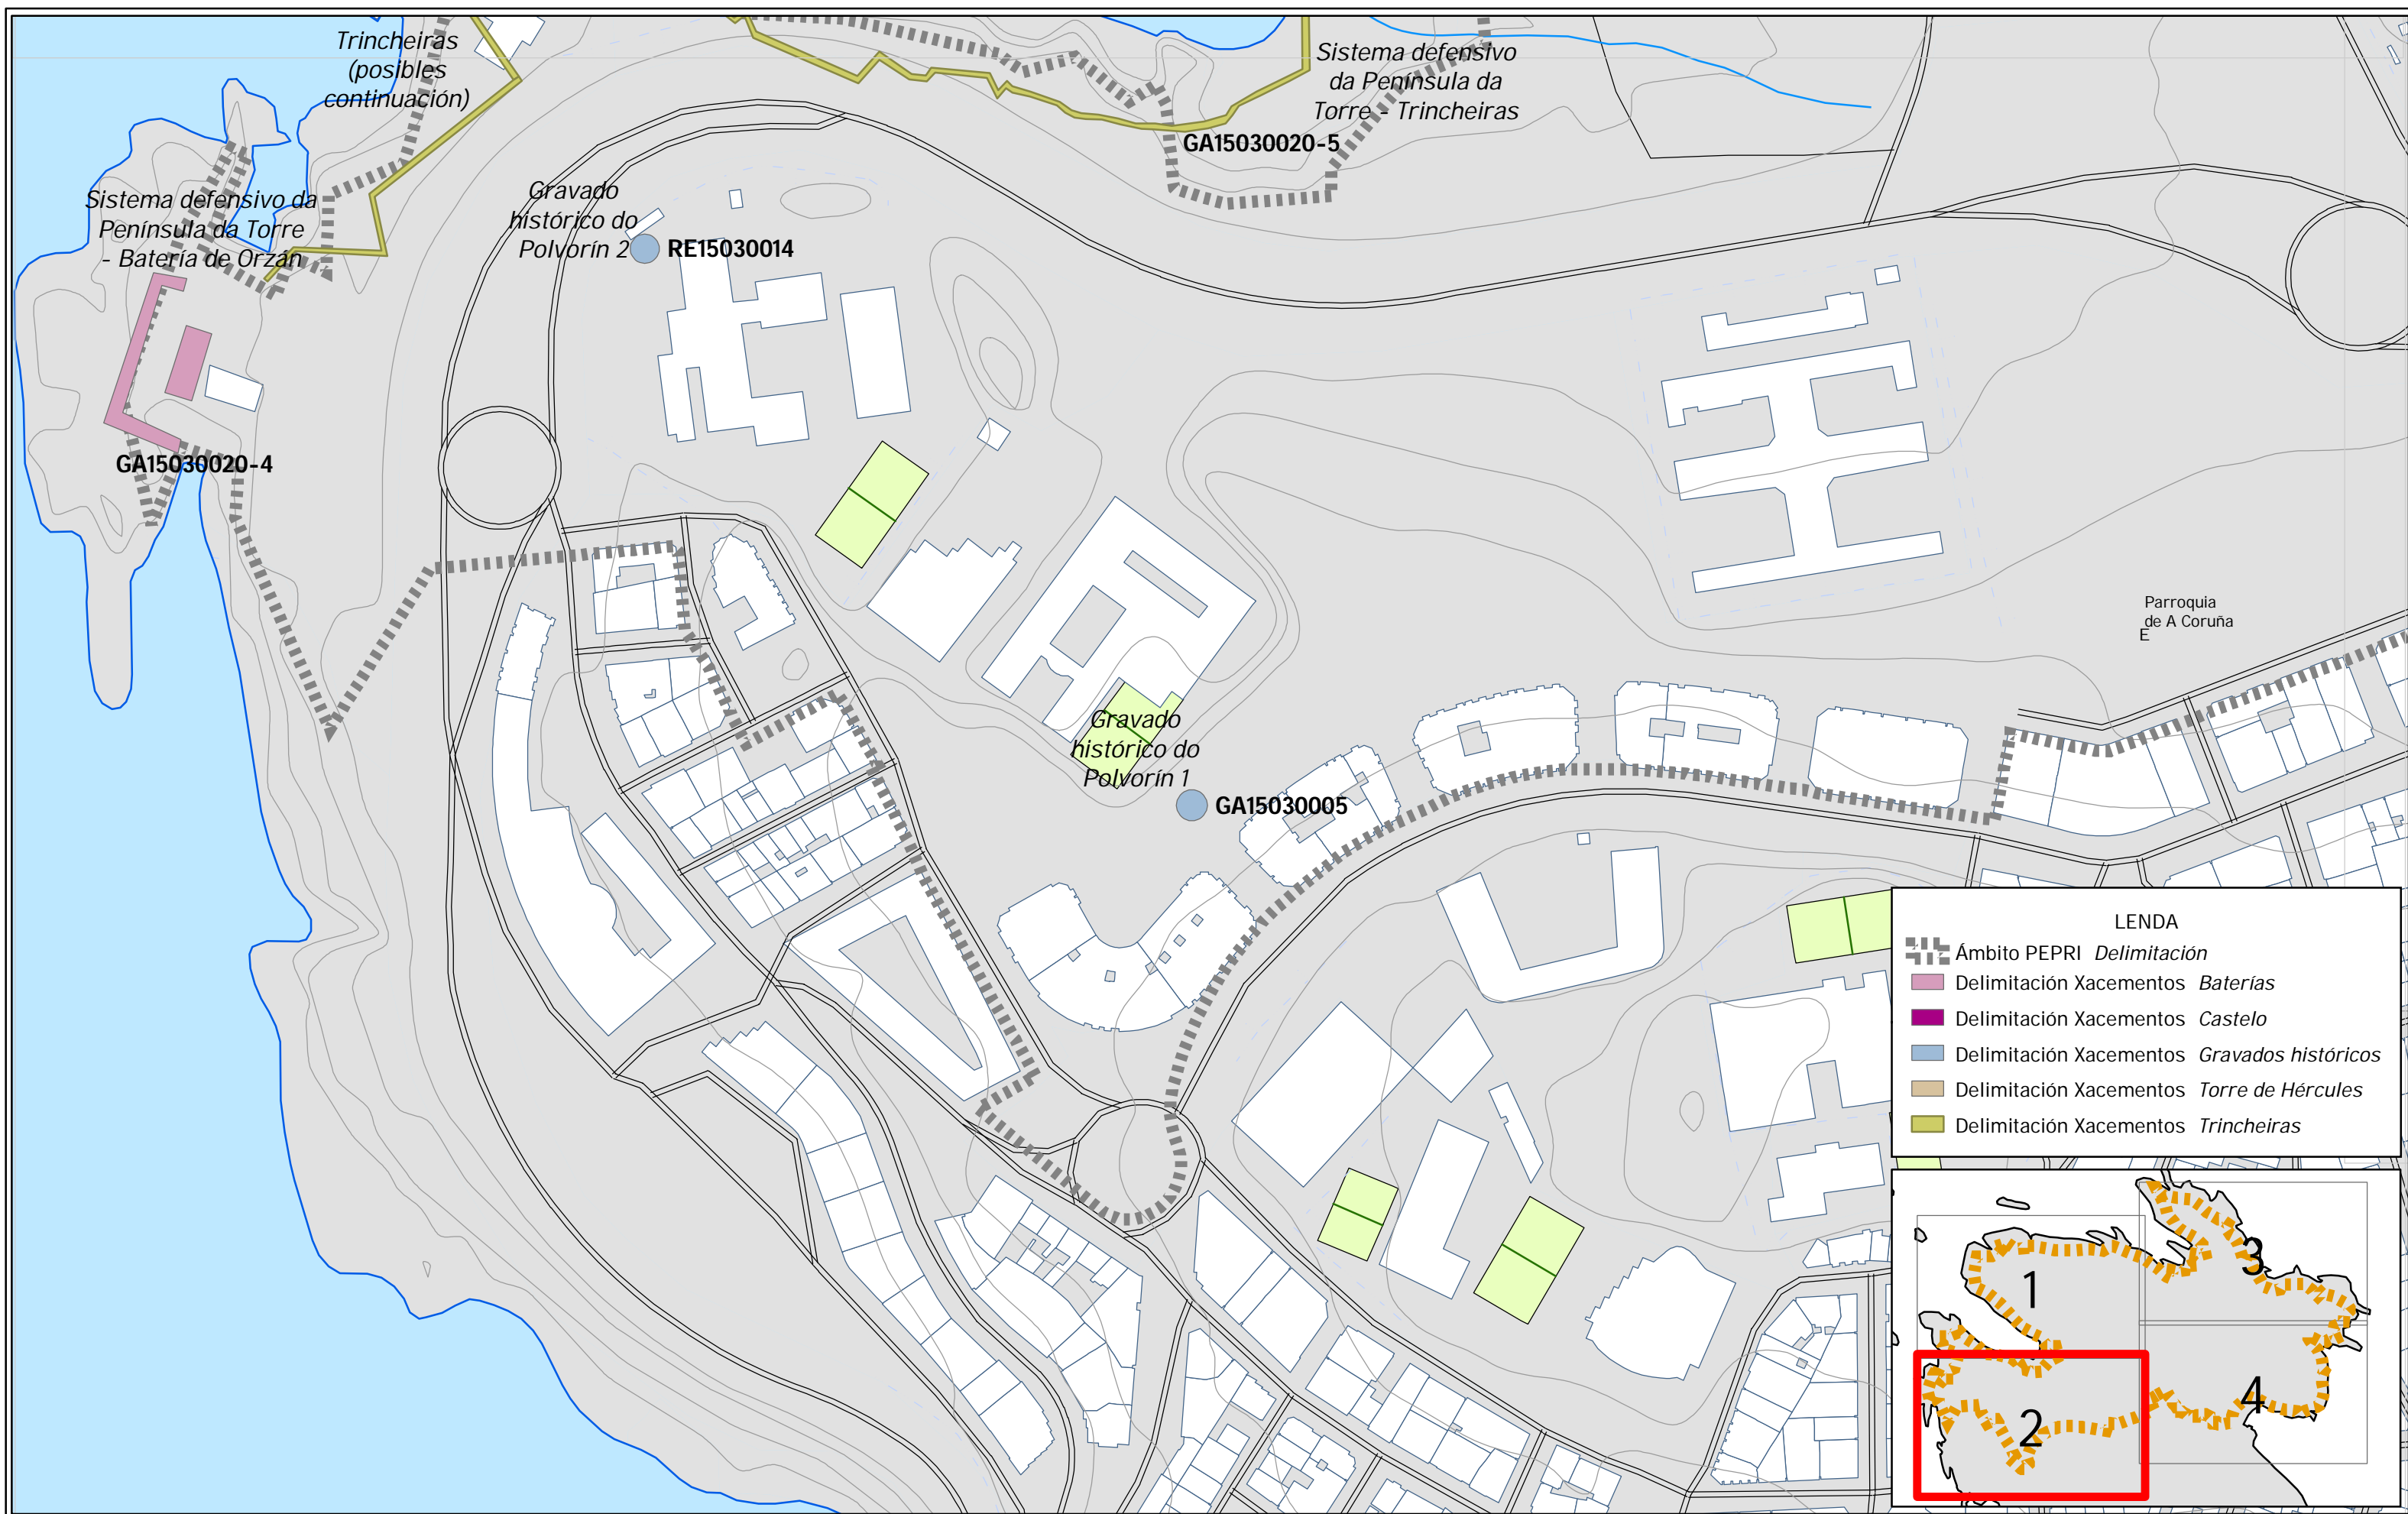 Trincheiras
(posibles
continuación)
Sistema defensivo
da Península da
Torre - Trincheiras
GA15030020-5
Sistema defensivo da
Península da Torre
- Batería de Orzán
Gravado
histórico do
Polvorín 2
RE15030014
GA15030020-4
Parroquia
de A Coruña
E
Gravado
histórico do
Polvorín 1
GA15030005
LENDA
Ámbito PEPRI Delimitación
Delimitación Xacementos Baterías
Delimitación Xacementos Castelo
Delimitación Xacementos Gravados históricos
Delimitación Xacementos Torre de Hércules
Delimitación Xacementos Trincheiras
1
3
2
4